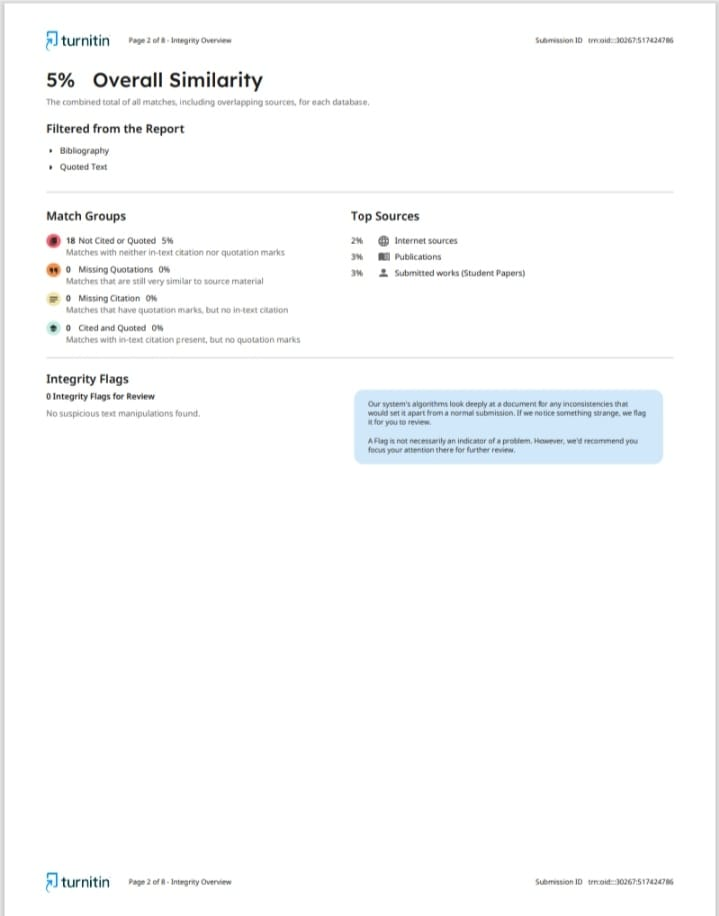 turnitin Page 2 of 8 - Integrity Overview Submission ID trn:oid:::30267:517424786
5% Overall Similarity
The combined total of all matches, including overlapping sources, for each database.
Filtered from the Report
Bibliography
Quoted Text
Match Groups
18 Not Cited or Quoted 5%
Matches with neither in-text citation nor quotation marks
0 Missing Quotations 0%
Matches that are still very similar to source material
0 Missing Citation 0%
Matches that have quotation marks, but no in-text citation
0 Cited and Quoted 0%
Matches with in-text citation present, but no quotation marks
Top Sources
2% Internet sources
3% Publications
3% Submitted works (Student Papers)
Integrity Flags
0 Integrity Flags for Review
No suspicious text manipulations found.
Our system's algorithms look deeply at a document for any inconsistencies that
would set it apart from a normal submission. If we notice something strange, we flag
it for you to review.
A Flag is not necessarily an indicator of a problem. However, we'd recommend you
focus your attention there for further review.
turnitin Page 2 of 8 - Integrity Overview Submission ID trn:oid:::30267:517424786